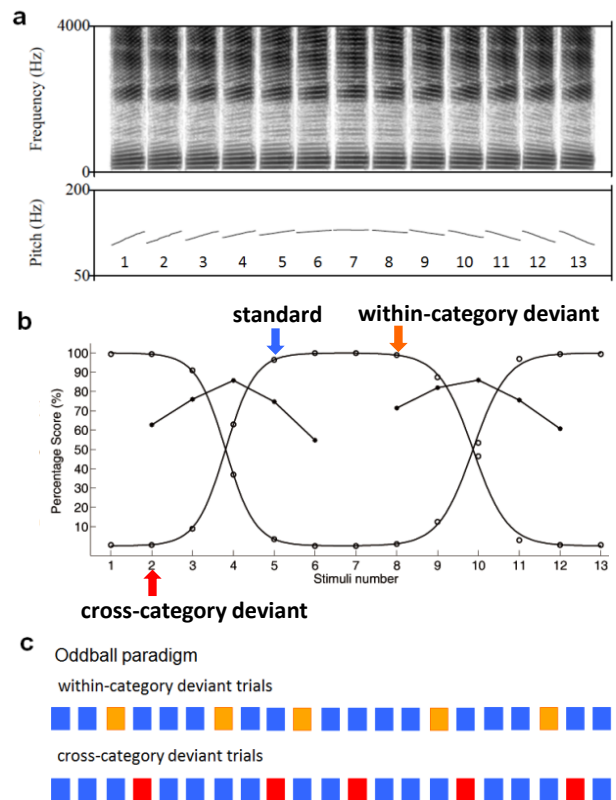 a
4000
Frequency (Hz)
0
200
Pitch (Hz)
50
1 2 3 4 5 6 7 8 9 10 11 12 13
b
standard
within-category deviant
100
90
80
70
60
50
40
30
20
10
Percentage Score (%)
1 2 3 4 5 6 7 8 9 10 11 12 13
Stimuli number
cross-category deviant
c
Oddball paradigm
within-category deviant trials
cross-category deviant trials